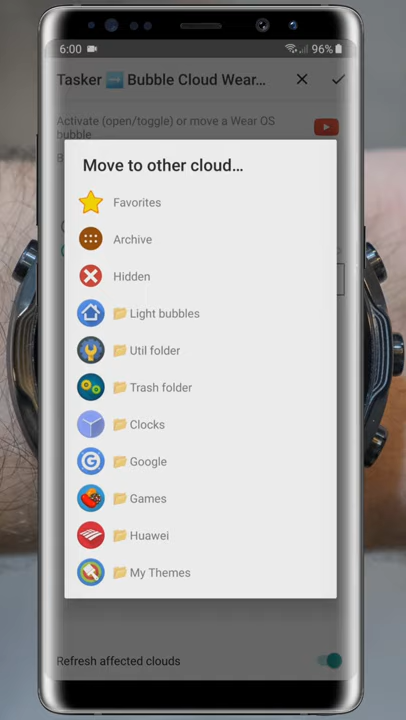 6:00
96%
Tasker ➡️ Bubble Cloud Wear...
Activate (open/toggle) or move a Wear OS
bubble
Move to other cloud...
Favorites
Archive
Hidden
Light bubbles
Util folder
Trash folder
Clocks
Google
Games
Huawei
My Themes
Refresh affected clouds